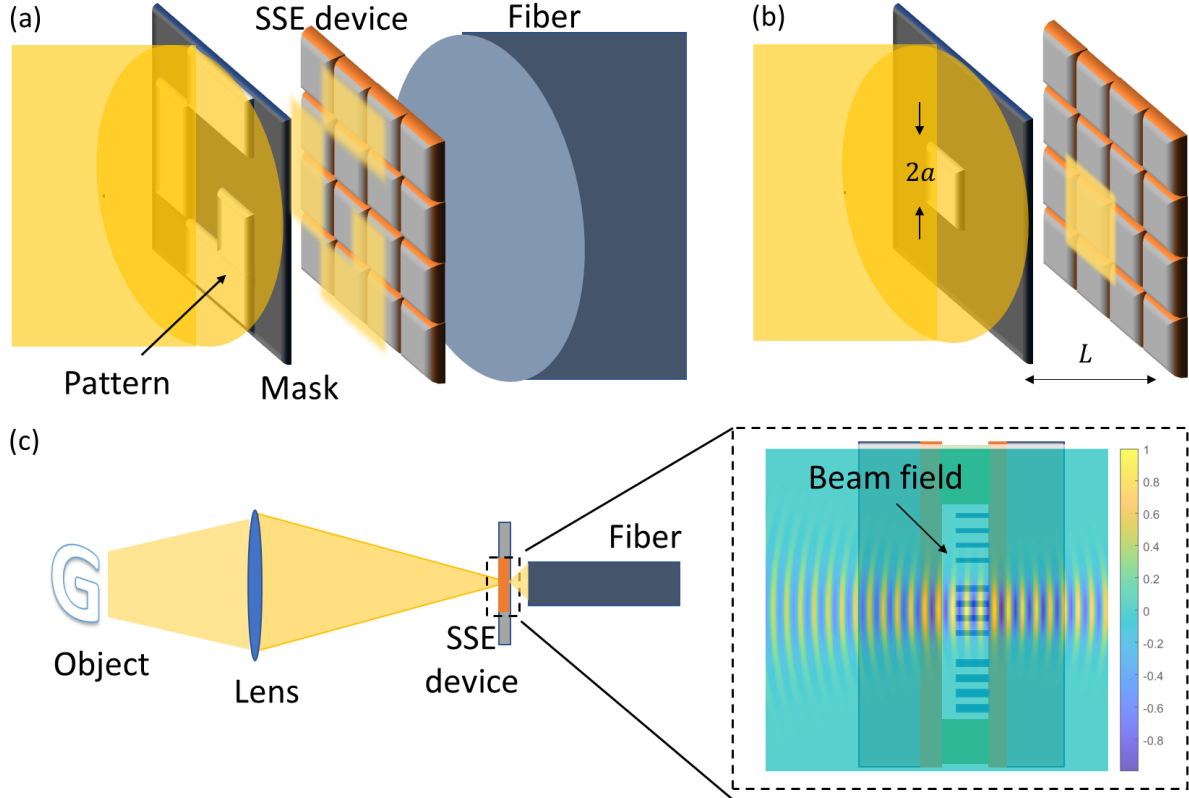 (a)
SSE device
Fiber
Pattern
Mask
(b)
2a
L
(c)
G
Object
Lens
SSE
device
Fiber
Beam
field
1
0.8
0.6
0.4
0.2
0
-0.2
-0.4
-0.6
-0.8